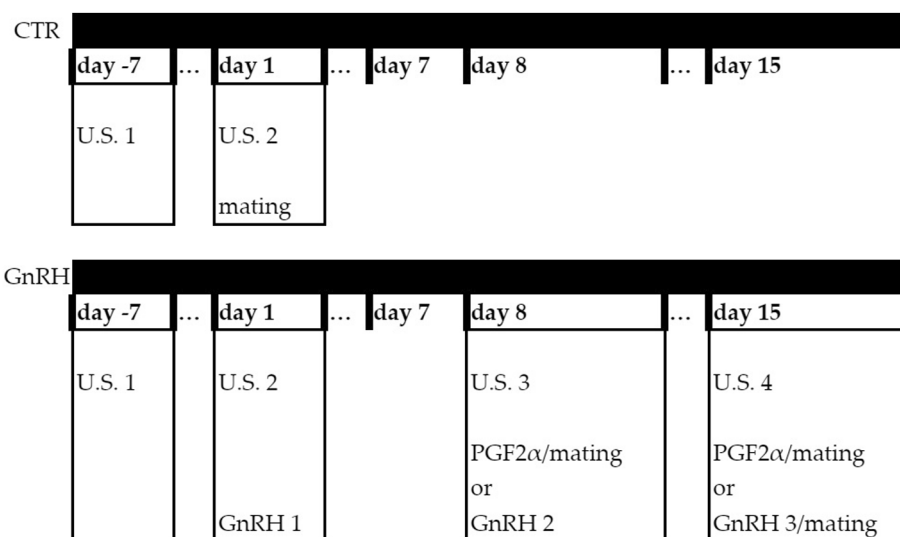 CTR
day -7 ... day 1 ... day 7 day 8 ... day 15
U.S. 1 U.S. 2
mating
GnRH
day -7 ... day 1 ... day 7 day 8 ... day 15
U.S. 1 U.S. 2 U.S. 3 U.S. 4
PGF2α/mating PGF2α/mating
or or
GnRH 1 GnRH 2 GnRH 3/mating